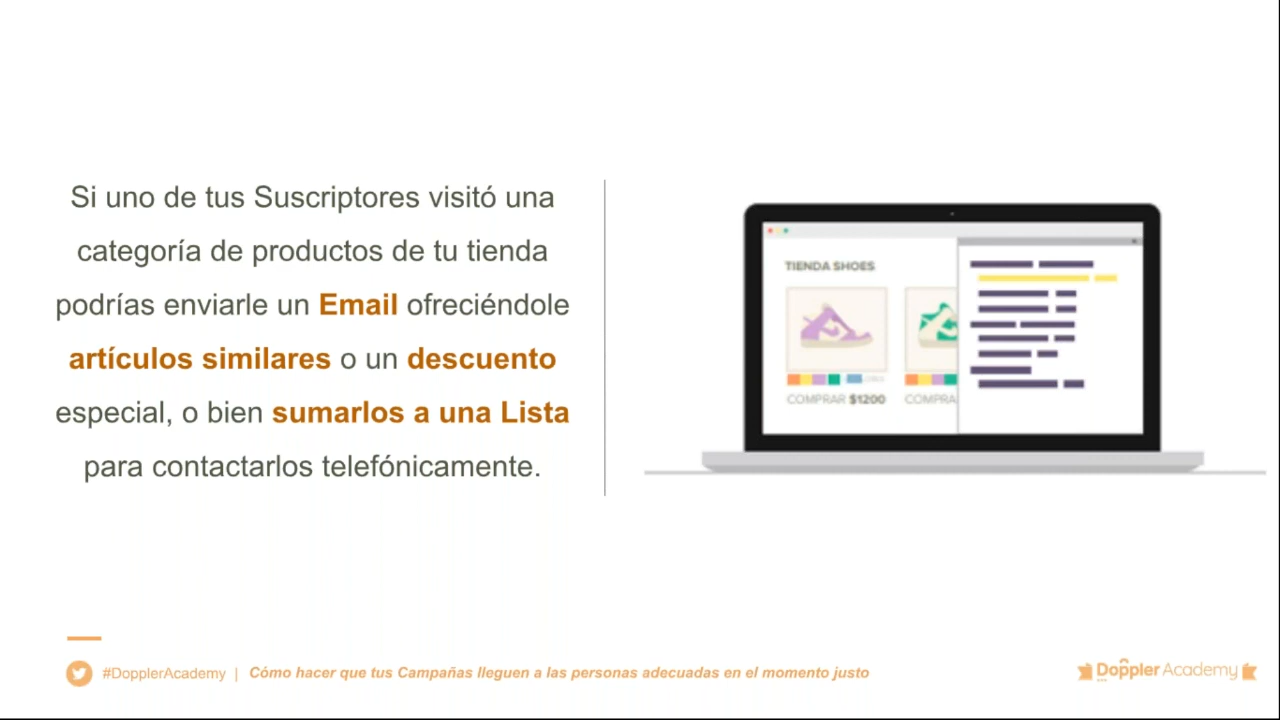 Si uno de tus Suscriptores visitó una
categoría de productos de tu tienda
podrías enviarle un Email ofreciéndole
artículos similares o un descuento
especial, o bien sumarlos a una Lista
para contactarlos telefónicamente.
TIENDA SHOES
COMPRAR $1200
COMPRA
#DopplerAcademy | Cómo hacer que tus Campañas lleguen a las personas adecuadas en el momento justo
Doppler Academy